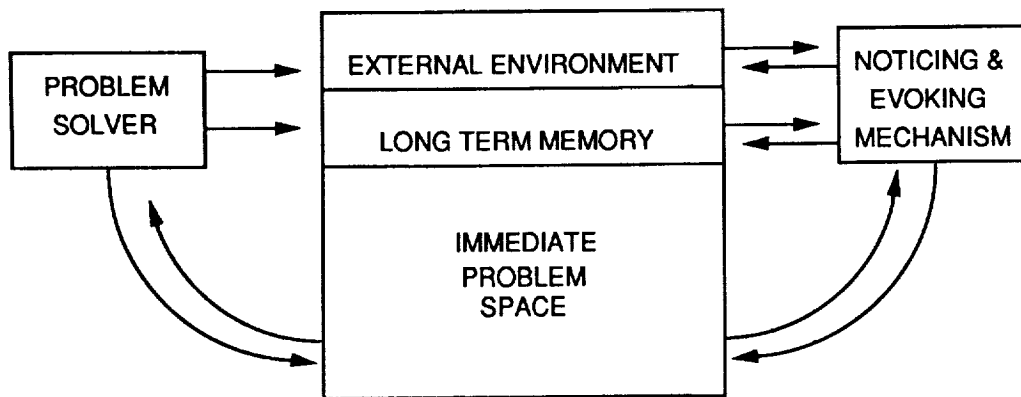 PROBLEM
SOLVER
EXTERNAL ENVIRONMENT
LONG TERM MEMORY
IMMEDIATE
PROBLEM
SPACE
NOTICING &
EVOKING
MECHANISM